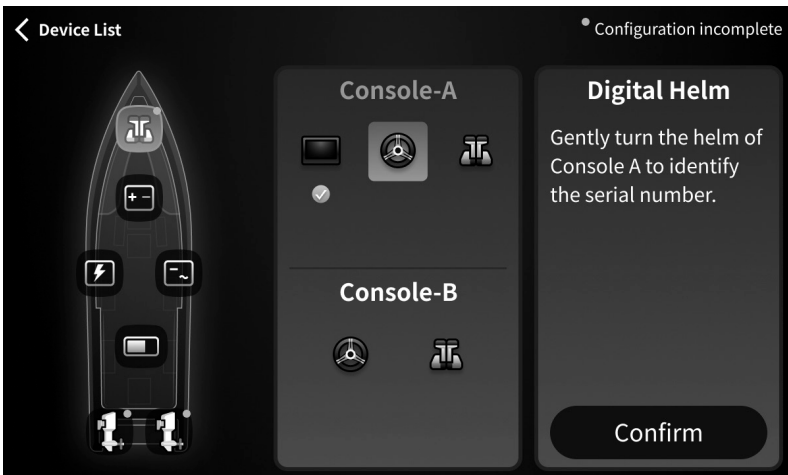 Device List
Configuration incomplete
Console-A
Console-B
Digital Helm
Gently turn the helm of
Console A to identify
the serial number.
Confirm